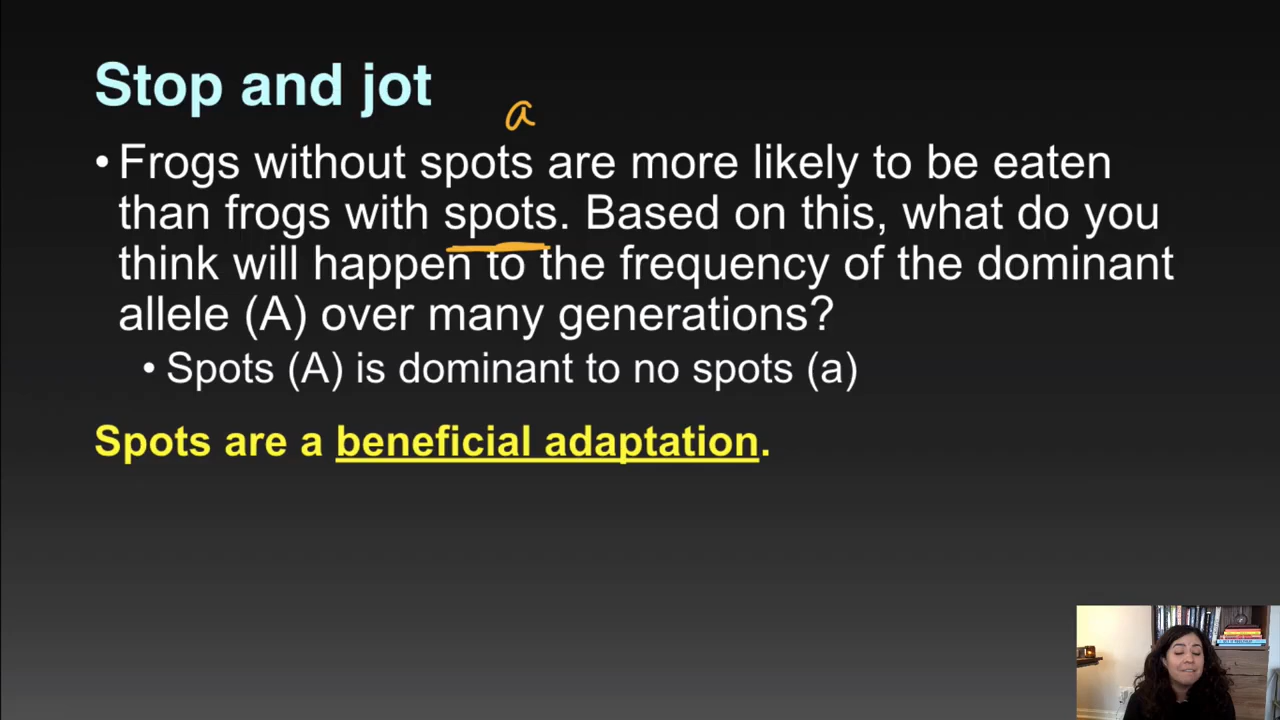 Stop and jot
a
• Frogs without spots are more likely to be eaten
than frogs with spots. Based on this, what do you
think will happen to the frequency of the dominant
allele (A) over many generations?
• Spots (A) is dominant to no spots (a)
Spots are a beneficial adaptation.